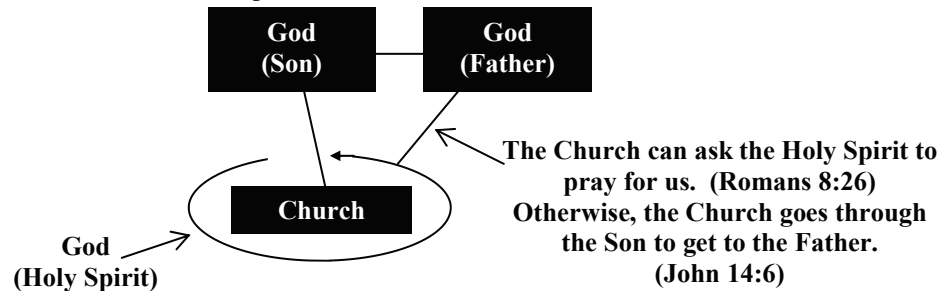 God
(Son)
God
(Father)
The Church can ask the Holy Spirit to
pray for us. (Romans 8:26)
Otherwise, the Church goes through
the Son to get to the Father.
(John 14:6)
Church
God
(Holy Spirit)